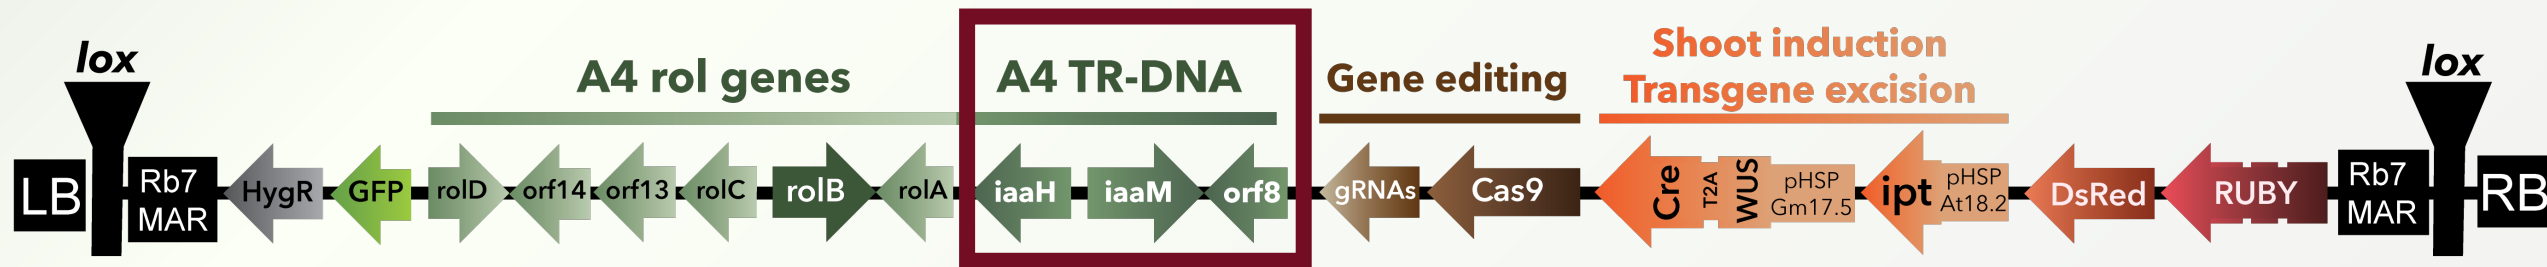 lox
A4 rol genes
A4 TR-DNA
Gene editing
Shoot induction
Transgene excision
lox
LB
Rb7
MAR
HygR
GFP
rolD
orf14
orf13
rolC
rolB
rolA
iaaH
iaaM
orf8
gRNAs
Cas9
Cre
T2A
WUS
pHSP
Gm17.5
ipt
pHSP
At18.2
DsRed
RUBY
Rb7
MAR
RB